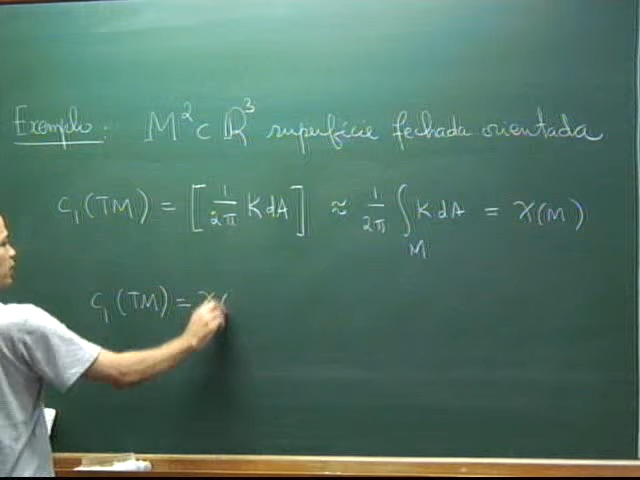 Exemplo: M² ⊂ ℝ³ superfície fechada orientada
C₁(TM) = [1/2π K dA] ≈ 1/2π ∫_M K dA = χ(M)
C₁(TM) = χ(